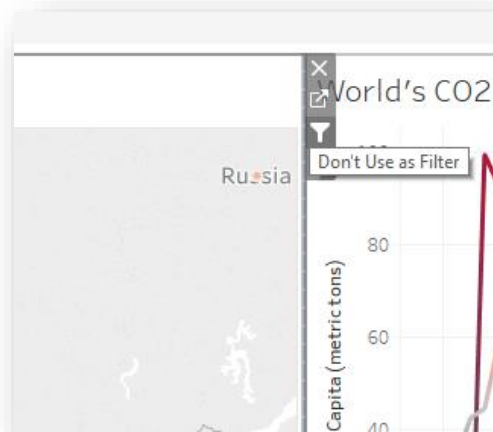 World's CO2
Russia
Don't Use as Filter
80
Capita (metric tons)
60
40